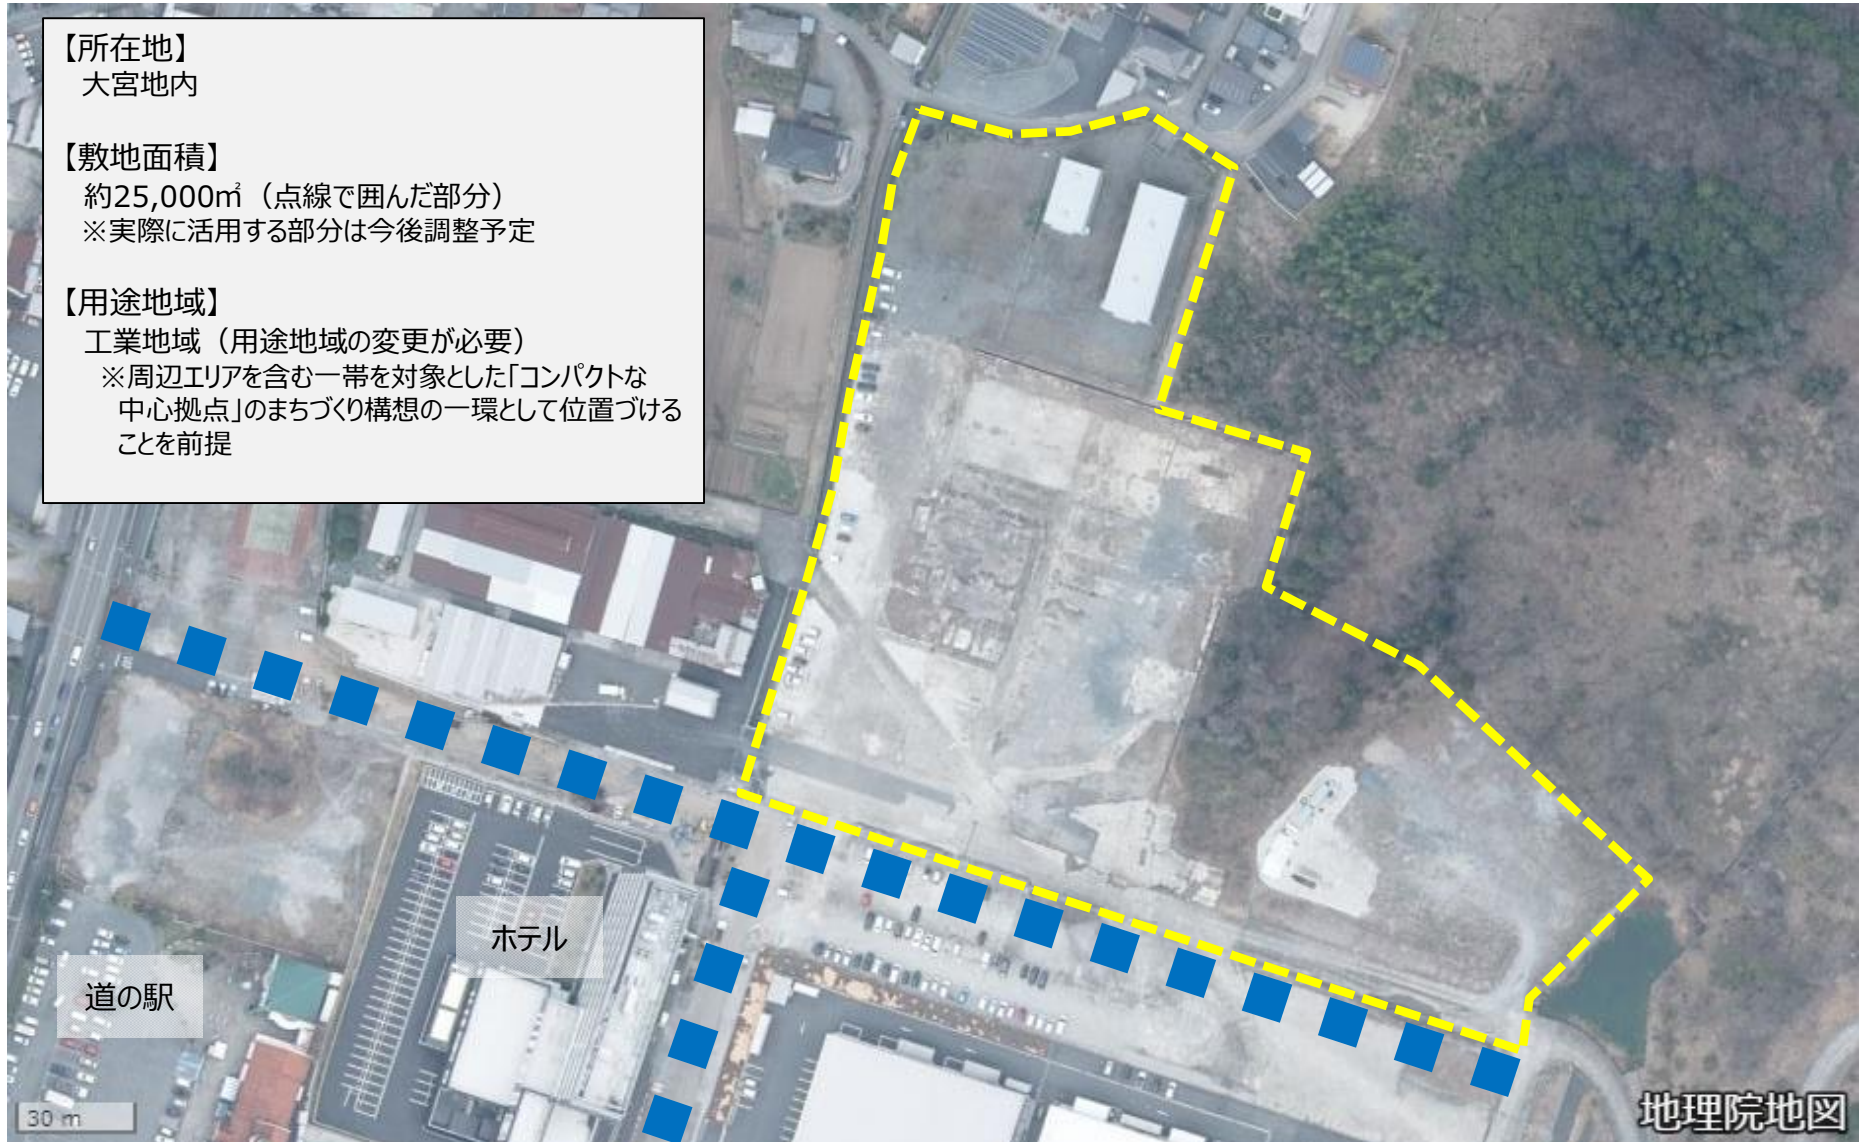 【所在地】
大宮地内
【敷地面積】
約25,000㎡（点線で囲んだ部分）
※実際に活用する部分は今後調整予定
【用途地域】
工業地域（用途地域の変更が必要）
※周辺エリアを含む一帯を対象とした「コンパクトな
中心拠点」のまちづくり構想の一環として位置づける
ことを前提
ホテル
道の駅
30 m
地理院地図